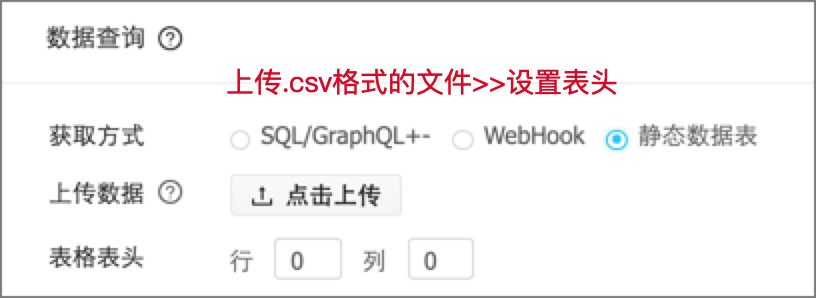 数据查询 ?
上传.csv格式的文件>>设置表头
获取方式 SQL/GraphQL+- WebHook 静态数据表
上传数据 ? 点击上传
表格表头 行 0 列 0